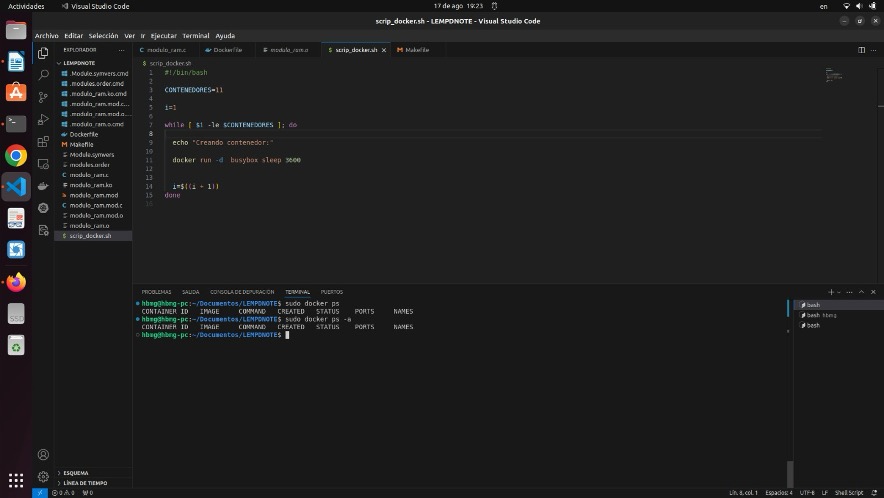 Actividades
Visual Studio Code
17 de ago 19:23
en
scrip_docker.sh - LEMPDNOTE - Visual Studio Code
Archivo Editar Selección Ver Ir Ejecutar Terminal Ayuda
EXPLORADOR
LEMPDNOTE
.Module.symvers.cmd
.modules.order.cmd
.modulo_ram.ko.cmd
.modulo_ram.mod.c...
.modulo_ram.mod.o...
.modulo_ram.o.cmd
Dockerfile
Makefile
Module.symvers
modules.order
modulo_ram.c
modulo_ram.ko
modulo_ram.mod
modulo_ram.mod.c
modulo_ram.mod.o
modulo_ram.o
scrip_docker.sh
ESQUEMA
LÍNEA DE TIEMPO
modulo_ram.c
Dockerfile
modulo_ram.o
scrip_docker.sh
Makefile
scrip_docker.sh
1 #!/bin/bash
2
3 CONTENEDORES=11
4
5 i=1
6
7 while [ $i -le $CONTENEDORES ]; do
8
9 echo "Creando contenedor:"
10
11 docker run -d  busybox sleep 3600
12
13
14 i=$((i + 1))
15 done
16
PROBLEMAS SALIDA CONSOLA DE DEPURACIÓN TERMINAL PUERTOS
hbmg@hbmg-pc:~/Documentos/LEMPDNOTE$ sudo docker ps
CONTAINER ID IMAGE COMMAND CREATED STATUS PORTS NAMES
hbmg@hbmg-pc:~/Documentos/LEMPDNOTE$ sudo docker ps -a
CONTAINER ID IMAGE COMMAND CREATED STATUS PORTS NAMES
hbmg@hbmg-pc:~/Documentos/LEMPDNOTE$
bash
bash hbmg
bash
0 0 0
Lín. 8, col. 1 Espacios: 4 UTF-8 LF Shell Script